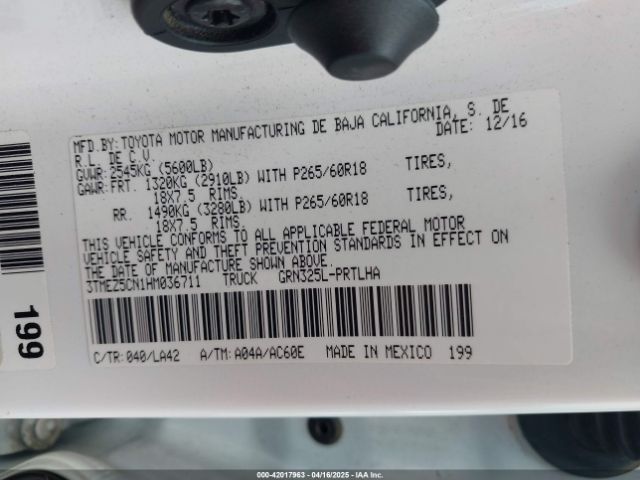 MFD.BY:TOYOTA MOTOR MANUFACTURING DE BAJA CALIFORNIA, S. DE
R.L. DE C.V. DATE: 12/16
GVWR:2545KG (5600LB)
GAWR:FRT. 1320KG (2910LB) WITH P265/60R18 TIRES,
18X7.5 RIMS,
RR. 1490KG (3280LB) WITH P265/60R18 TIRES,
18X7.5 RIMS,
THIS VEHICLE CONFORMS TO ALL APPLICABLE FEDERAL MOTOR
VEHICLE SAFETY AND THEFT PREVENTION STANDARDS IN EFFECT ON
THE DATE OF MANUFACTURE SHOWN ABOVE.
3TMEZ5CN1HM036711 TRUCK GRN325L-PRTLHA
C/TR:040/LA42 A/TM:A04A/AC60E MADE IN MEXICO 199
199
000-42017963 - 04/16/2025 - IAAI